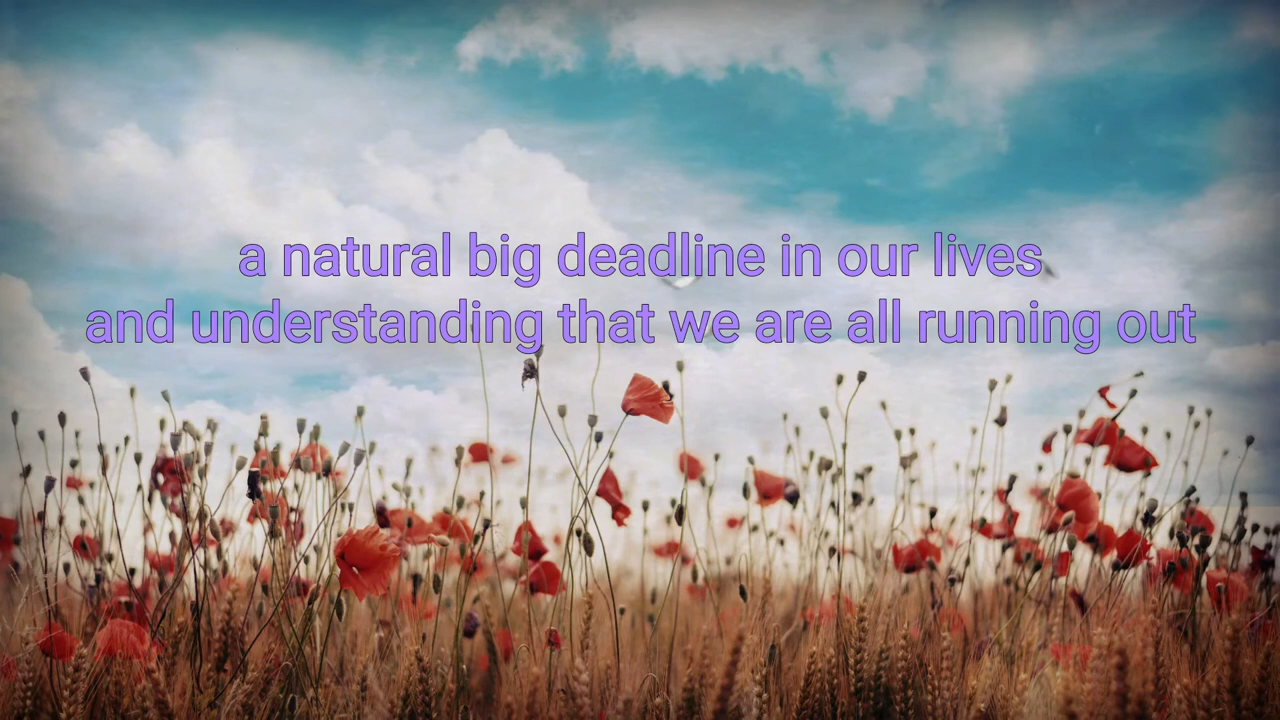 a natural big deadline in our lives
and understanding that we are all running out